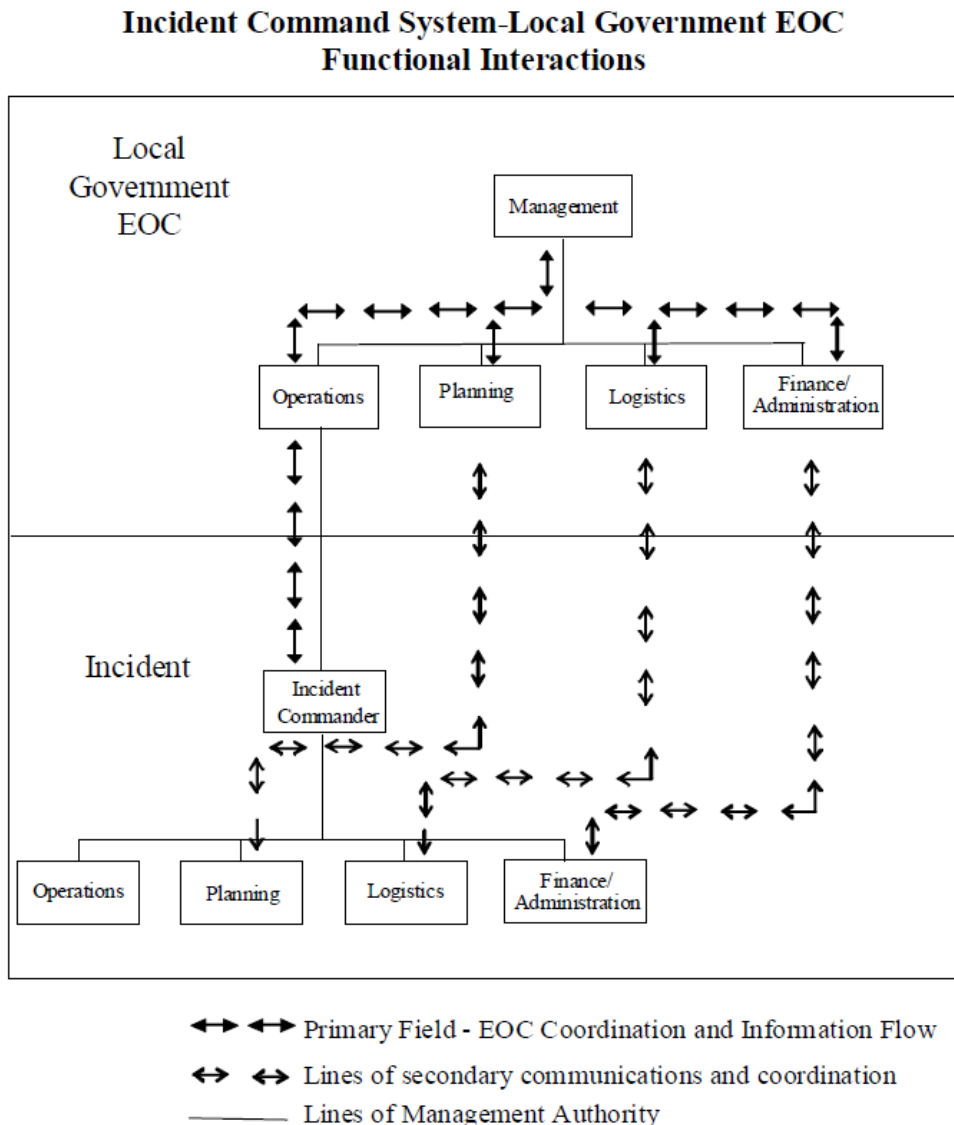 Incident Command System-Local Government EOC
Functional Interactions
Local
Government
EOC
Management
Operations
Planning
Logistics
Finance/
Administration
Incident
Incident
Commander
Operations
Planning
Logistics
Finance/
Administration
Primary Field - EOC Coordination and Information Flow
Lines of secondary communications and coordination
Lines of Management Authority